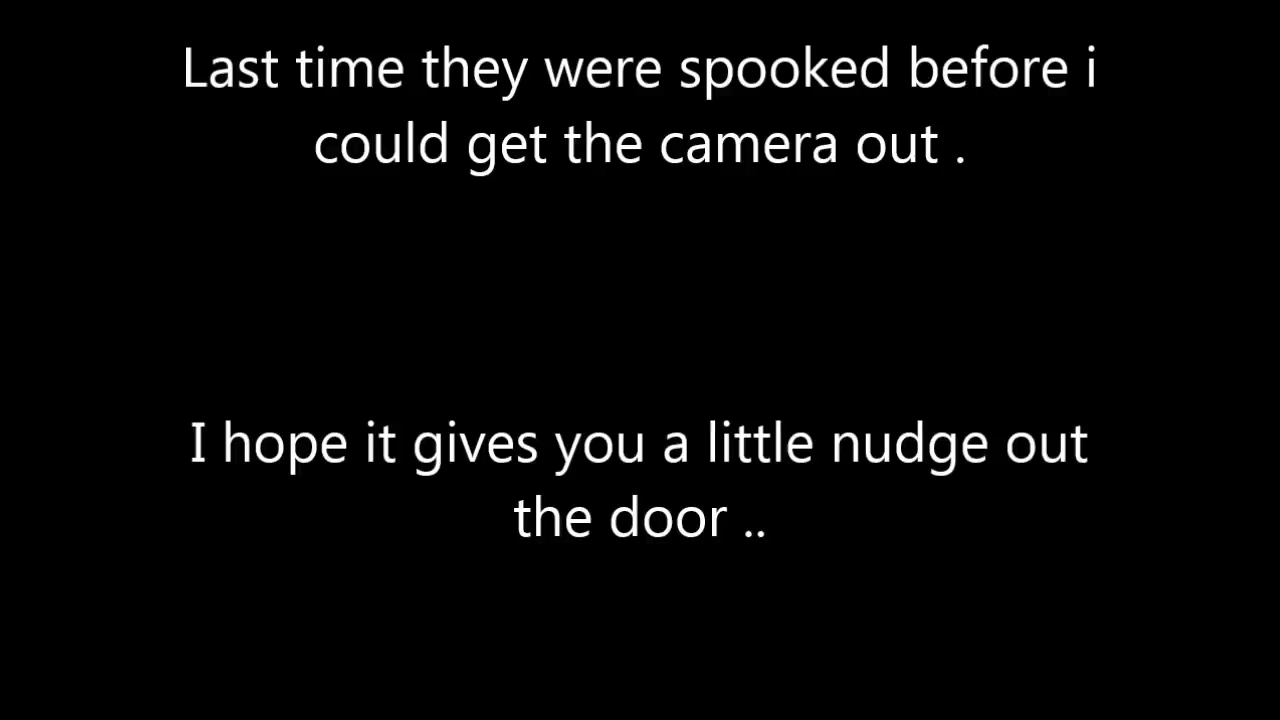 Last time they were spooked before i
could get the camera out .
I hope it gives you a little nudge out
the door ..